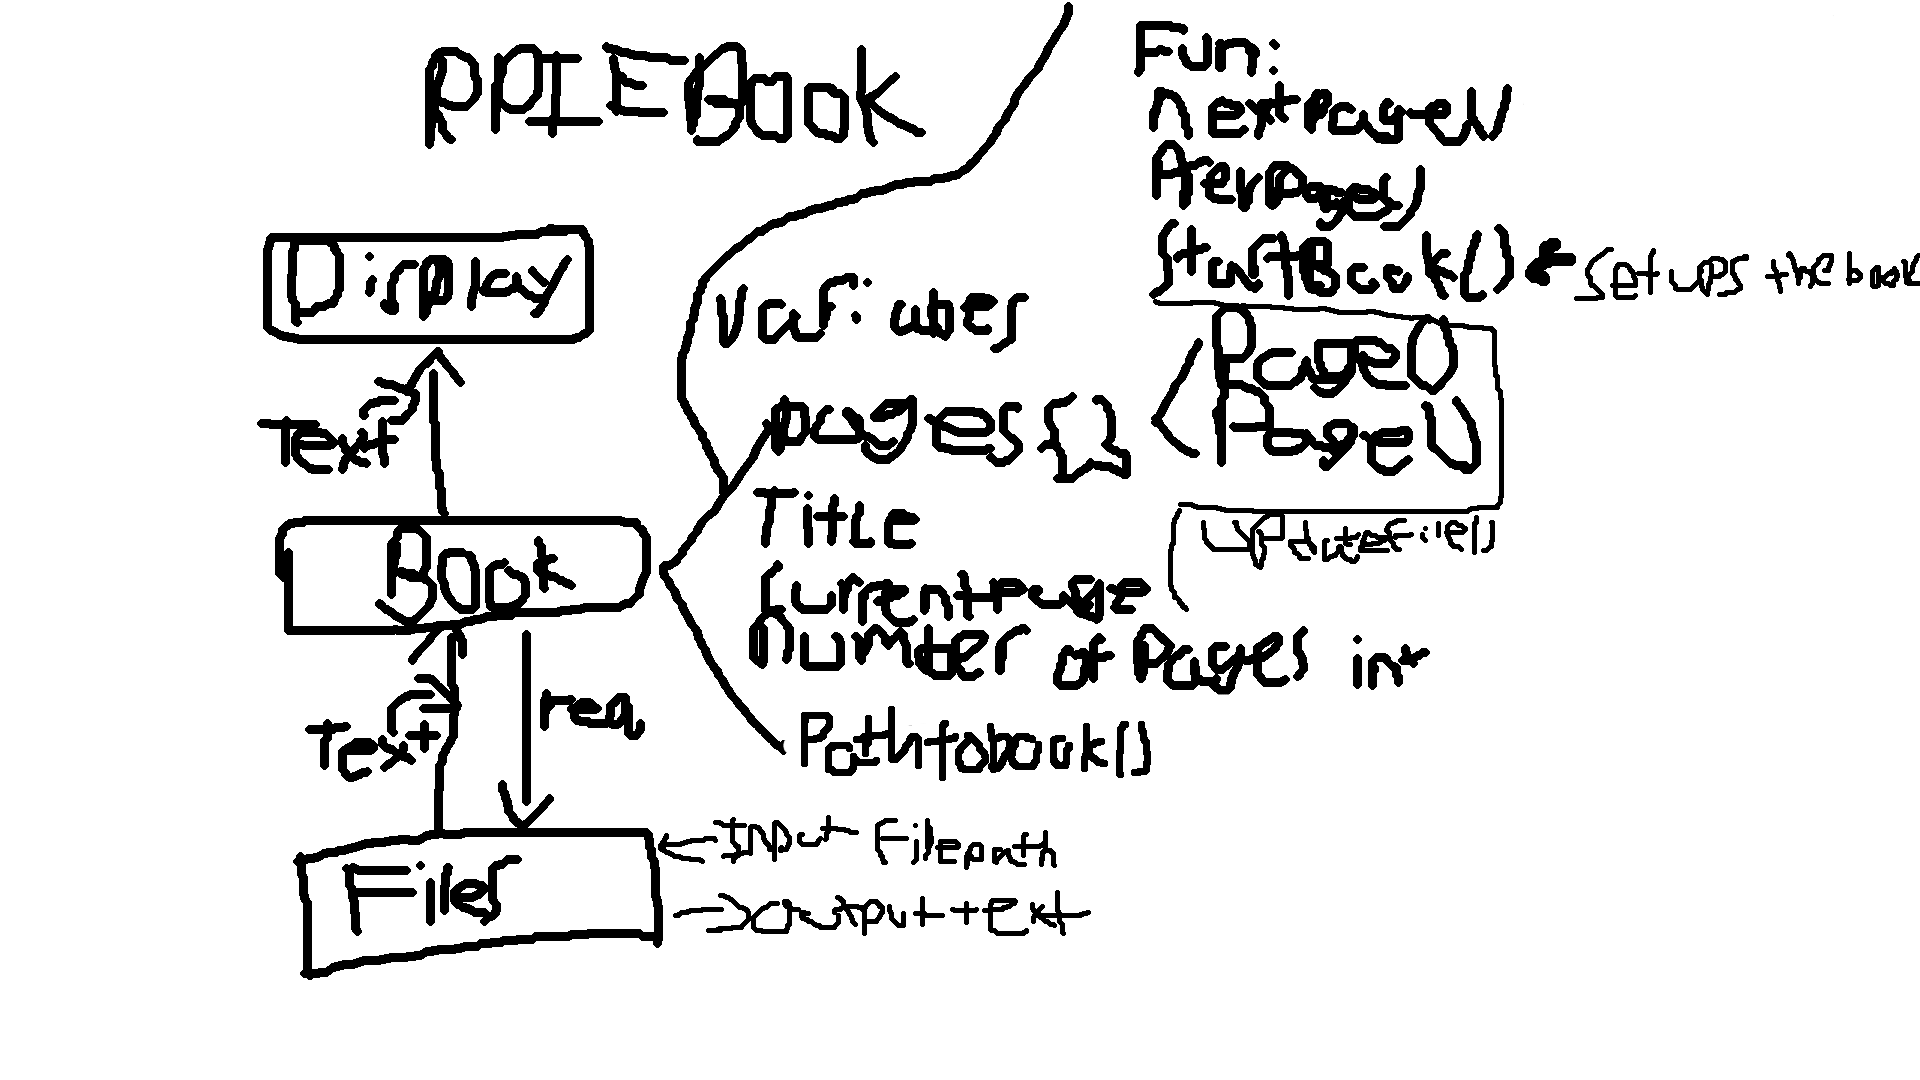 RPIEBook
Fun:
nextPage()
PrevPage()
startBook() setups the book
Display
Variables
Page()
Page()
pages {}
Text
Title
updateFile()
Book
Currentpage
number of Pages int
Text
req
Pathtobook()
Input Filepath
Files
output text